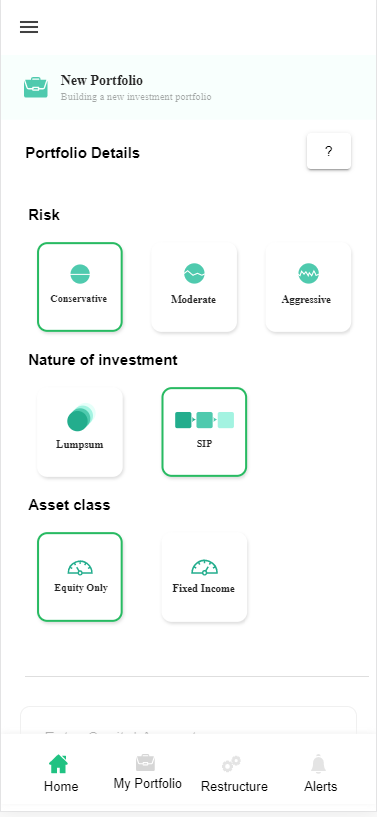 New Portfolio
Building a new investment portfolio
Portfolio Details
?
Risk
Conservative
Moderate
Aggressive
Nature of investment
Lumpsum
SIP
Asset class
Equity Only
Fixed Income
Home
My Portfolio
Restructure
Alerts